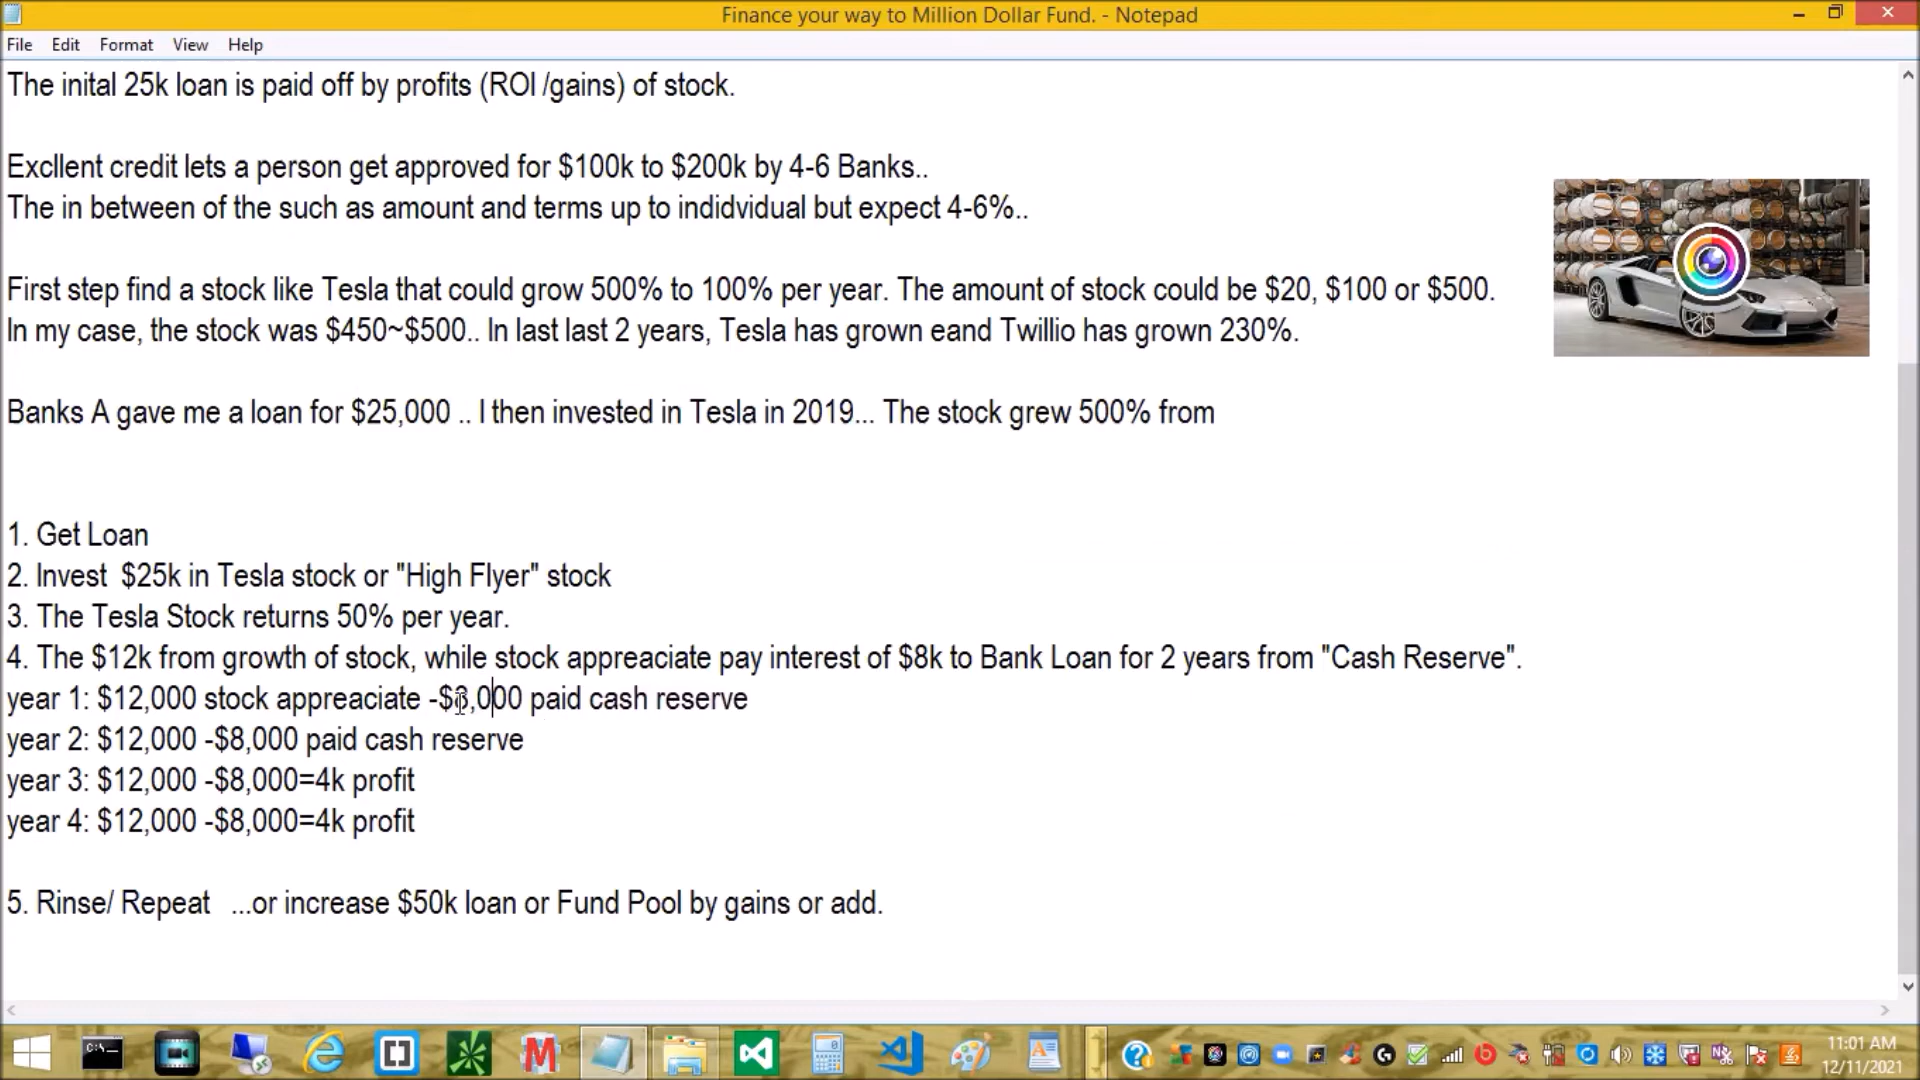 Finance your way to Million Dollar Fund. - Notepad
File Edit Format View Help
The inital 25k loan is paid off by profits (ROI /gains) of stock.
Excllent credit lets a person get approved for $100k to $200k by 4-6 Banks..
The in between of the such as amount and terms up to indidvidual but expect 4-6%..
First step find a stock like Tesla that could grow 500% to 100% per year. The amount of stock could be $20, $100 or $500.
In my case, the stock was $450~$500.. In last last 2 years, Tesla has grown eand Twillio has grown 230%.
Banks A gave me a loan for $25,000 .. I then invested in Tesla in 2019... The stock grew 500% from
1. Get Loan
2. Invest  $25k in Tesla stock or "High Flyer" stock
3. The Tesla Stock returns 50% per year.
4. The $12k from growth of stock, while stock appreaciate pay interest of $8k to Bank Loan for 2 years from "Cash Reserve".
year 1: $12,000 stock appreaciate -$8,000 paid cash reserve
year 2: $12,000 -$8,000 paid cash reserve
year 3: $12,000 -$8,000=4k profit
year 4: $12,000 -$8,000=4k profit
5. Rinse/ Repeat   ...or increase $50k loan or Fund Pool by gains or add.
11:01 AM
12/11/2021